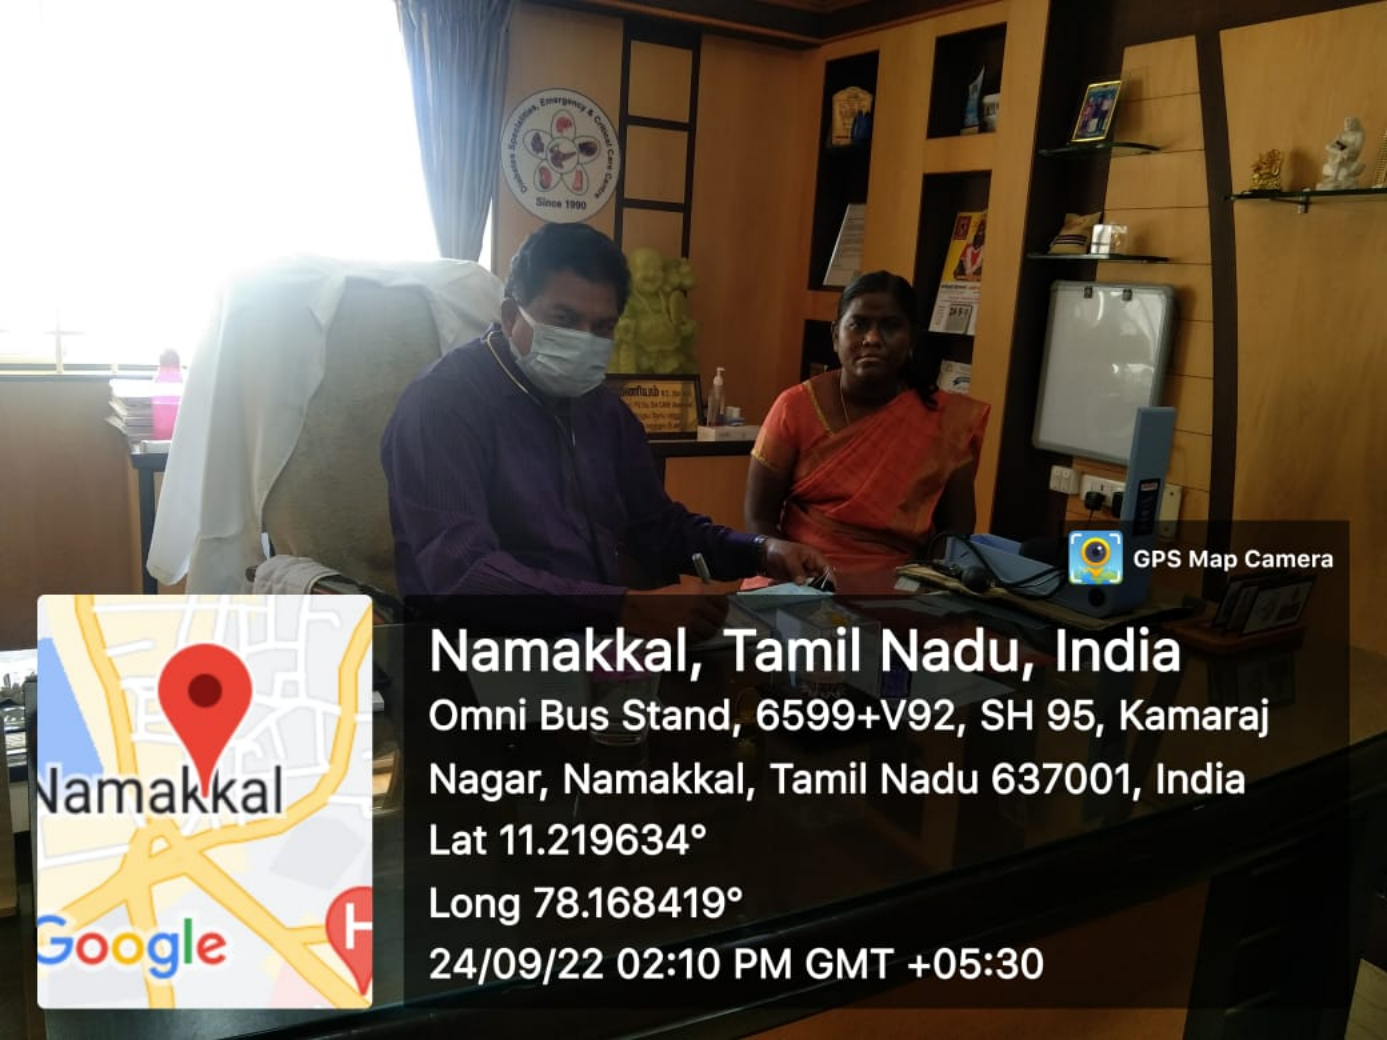 Diabetes Specialities, Emergency & Critical Care Centre
Since 1990
GPS Map Camera
Namakkal, Tamil Nadu, India
Omni Bus Stand, 6599+V92, SH 95, Kamaraj
Nagar, Namakkal, Tamil Nadu 637001, India
Lat 11.219634°
Long 78.168419°
24/09/22 02:10 PM GMT +05:30
Namakkal
H
Google